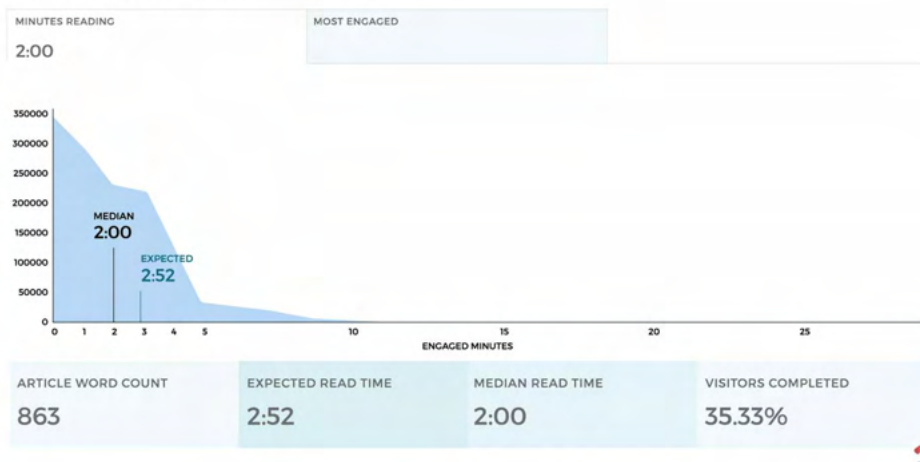 MINUTES READING
2:00
MOST ENGAGED
350000
300000
250000
200000
150000
100000
50000
0
MEDIAN
2:00
EXPECTED
2:52
0 1 2 3 4 5 10 15 20 25
ENGAGED MINUTES
ARTICLE WORD COUNT
863
EXPECTED READ TIME
2:52
MEDIAN READ TIME
2:00
VISITORS COMPLETED
35.33%